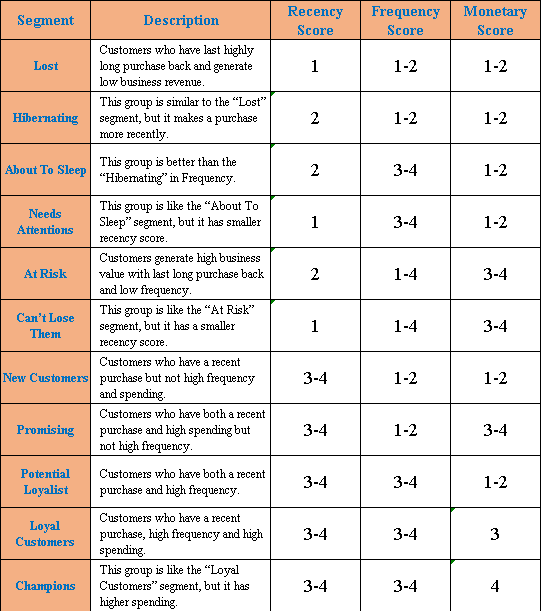 Segment
Description
Recency
Score
Frequency
Score
Monetary
Score
Lost
Customers who have last highly
long purchase back and generate
low business revenue.
1
1-2
1-2
Hibernating
This group is similar to the “Lost”
segment, but it makes a purchase
more recently.
2
1-2
1-2
About To Sleep
This group is better than the
“Hibernating” in Frequency.
2
3-4
1-2
Needs
Attentions
This group is like the “About To
Sleep” segment, but it has smaller
recency score.
1
3-4
1-2
At Risk
Customers generate high business
value with last long purchase back
and low frequency.
2
1-4
3-4
Can’t Lose
Them
This group is like the “At Risk”
segment, but it has a smaller
recency score.
1
1-4
3-4
New Customers
Customers who have a recent
purchase but not high frequency
and spending.
3-4
1-2
1-2
Promising
Customers who have both a recent
purchase and high spending but
not high frequency.
3-4
1-2
3-4
Potential
Loyalist
Customers who have both a recent
purchase and high frequency.
3-4
3-4
1-2
Loyal
Customers
Customers who have a recent
purchase, high frequency and high
spending.
3-4
3-4
3
Champions
This group is like the “Loyal
Customers” segment, but it has
higher spending.
3-4
3-4
4